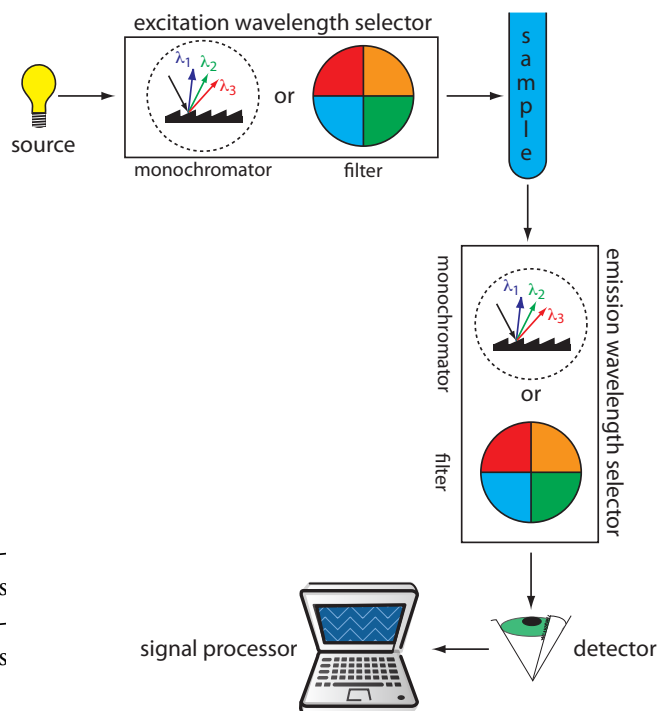 excitation wavelength selector
λ1
λ2
λ3
or
source
monochromator
filter
sample
emission wavelength selector
monochromator
λ1
λ2
λ3
or
filter
s
s
signal processor
detector